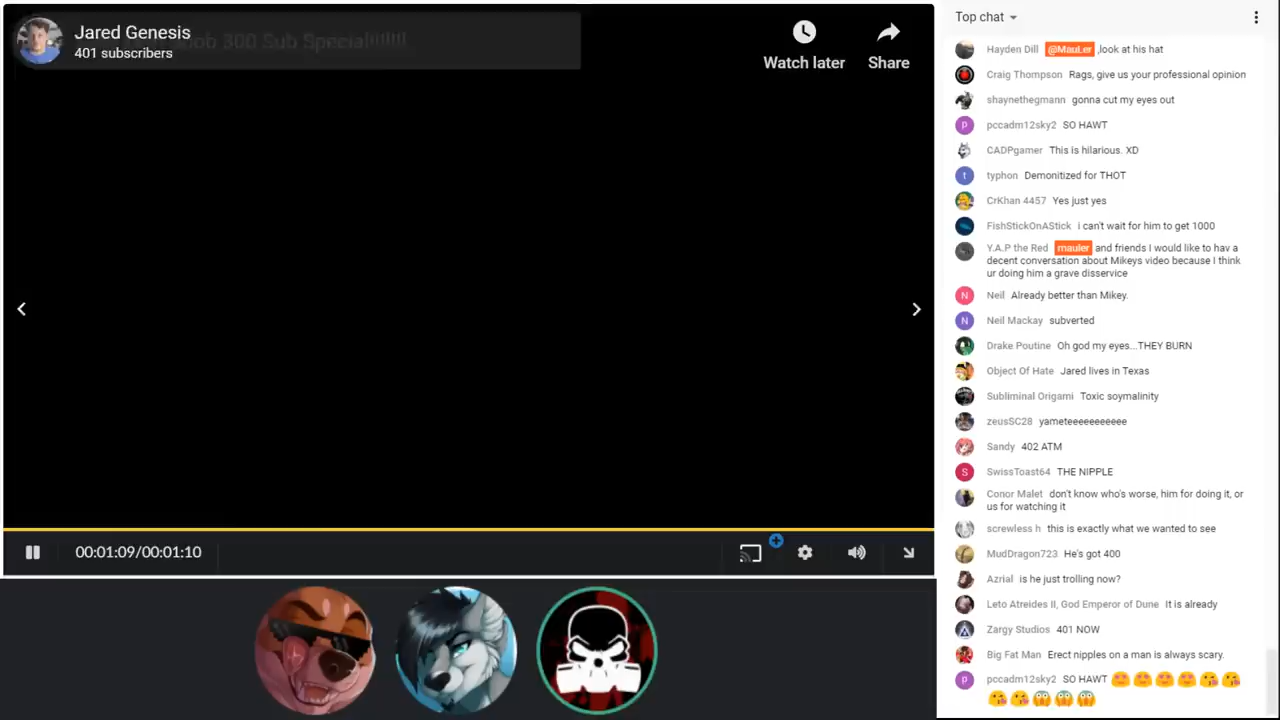 Jared Genesis
401 subscribers
300 Sub Special!!!!!!!
Watch later
Share
00:01:09/00:01:10
Top chat
Hayden Dill @MauLer ,look at his hat
Craig Thompson Rags, give us your professional opinion
shaynethegmann gonna cut my eyes out
P pccadm12sky2 SO HAWT
CADPgamer This is hilarious. XD
t typhon Demonitized for THOT
CrKhan 4457 Yes just yes
FishStickOnAStick i can't wait for him to get 1000
Y.A.P the Red mauler and friends I would like to hav a
decent conversation about Mikeys video because I think
ur doing him a grave disservice
N Neil Already better than Mikey.
N Neil Mackay subverted
Drake Poutine Oh god my eyes...THEY BURN
Object Of Hate Jared lives in Texas
Subliminal Origami Toxic soymalinity
zeusSC28 yameteeeeeeeeeee
Sandy 402 ATM
S SwissToast64 THE NIPPLE
Conor Malet don't know who's worse, him for doing it, or
us for watching it
screwless h this is exactly what we wanted to see
MudDragon723 He's got 400
Azrial is he just trolling now?
Leto Atreides II, God Emperor of Dune It is already
Zargy Studios 401 NOW
Big Fat Man Erect nipples on a man is always scary.
P pccadm12sky2 SO HAWT 😍😍😍😍😘😘
😘😘😱😱😱